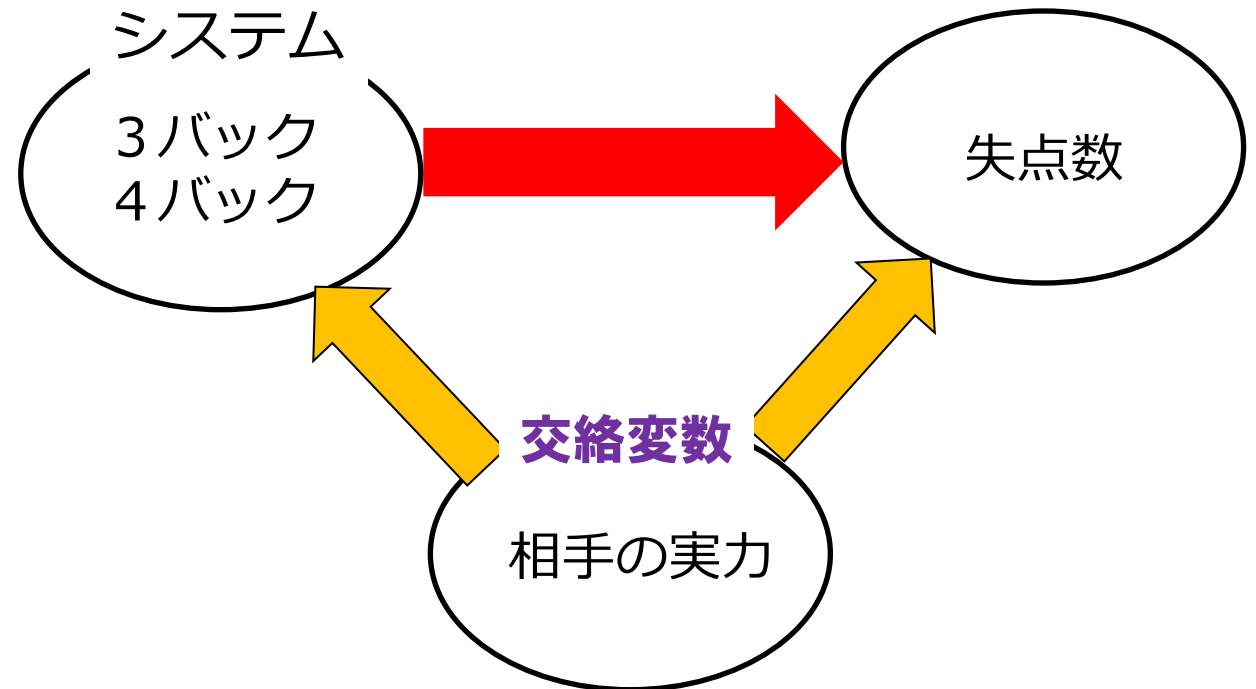 システム
３バック
４バック
失点数
交絡変数
相手の実力